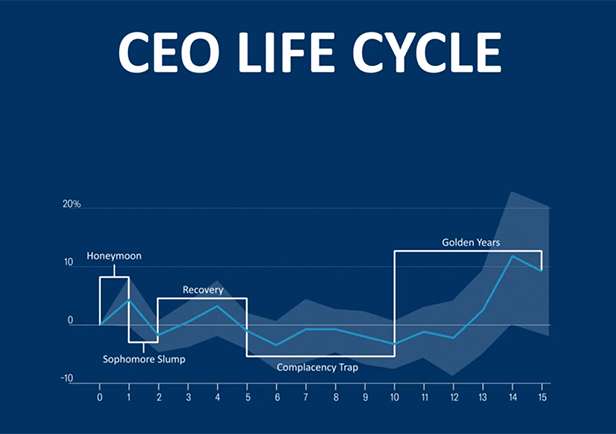 CEO LIFE CYCLE
20%
Honeymoon
Golden Years
10
Recovery
0
Sophomore Slump
Complacency Trap
-10
0 1 2 3 4 5 6 7 8 9 10 11 12 13 14 15